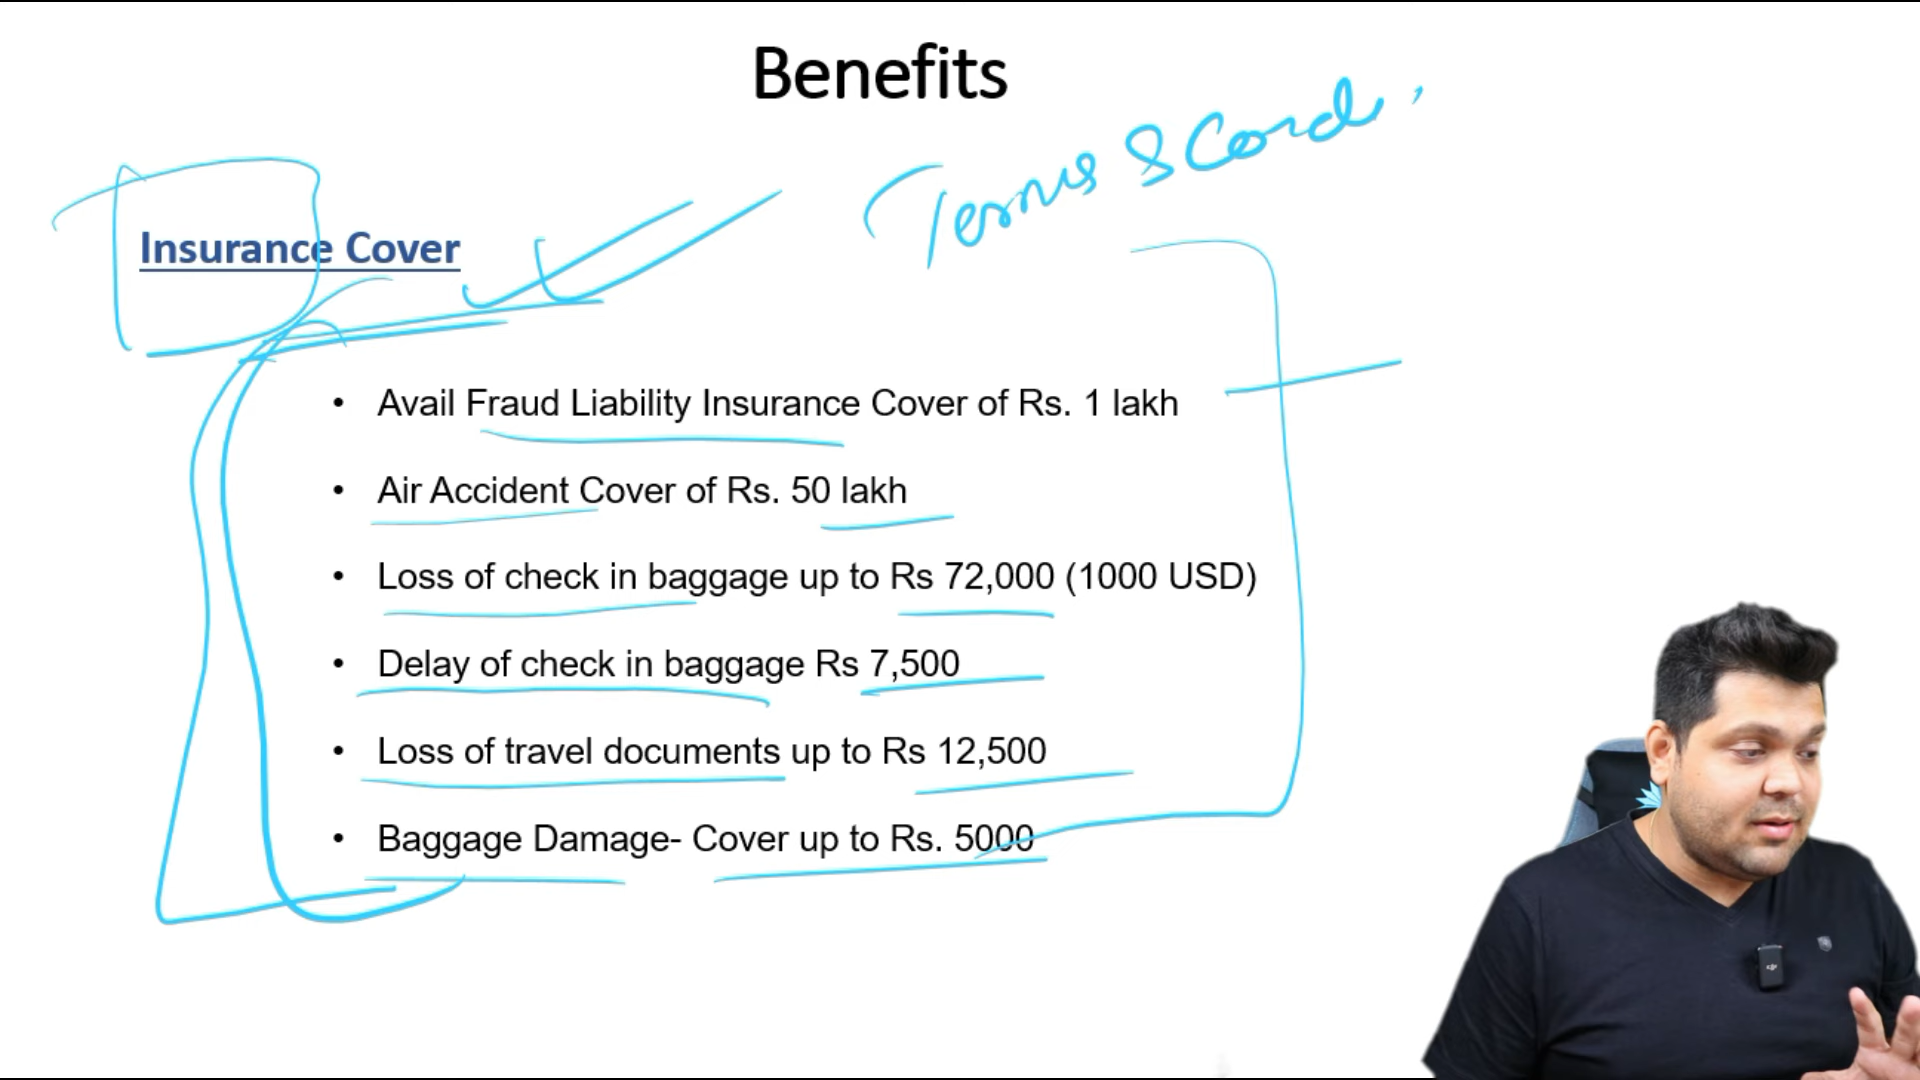 Benefits
Terms & Cond.
Insurance Cover
• Avail Fraud Liability Insurance Cover of Rs. 1 lakh
• Air Accident Cover of Rs. 50 lakh
• Loss of check in baggage up to Rs 72,000 (1000 USD)
• Delay of check in baggage Rs 7,500
• Loss of travel documents up to Rs 12,500
• Baggage Damage- Cover up to Rs. 5000